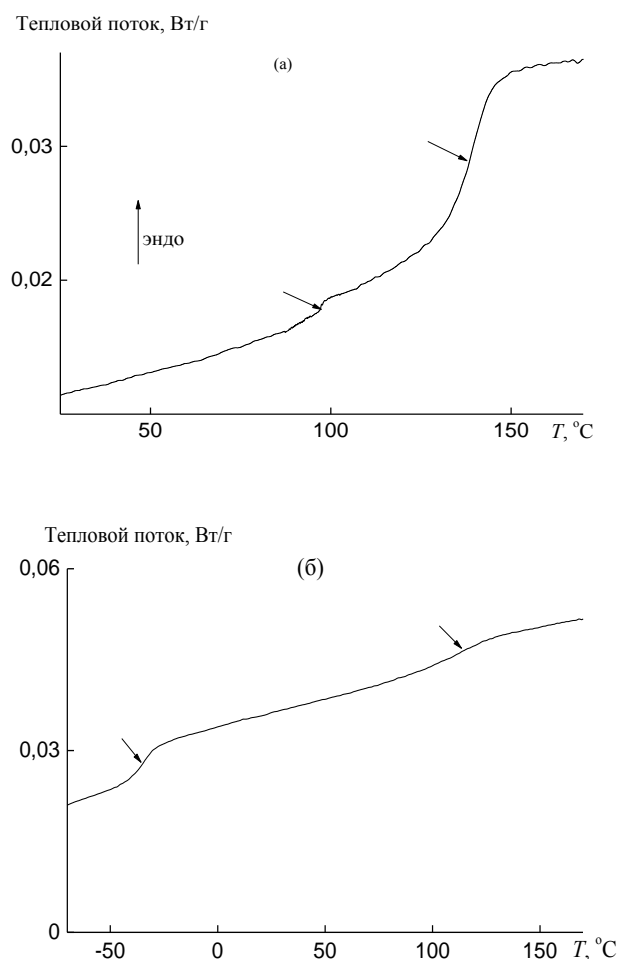 Тепловой поток, Вт/г
(а)
0,03
эндо
0,02
50 100 150 T, °C
Тепловой поток, Вт/г
0,06
(б)
0,03
0
-50 0 50 100 150 T, °C